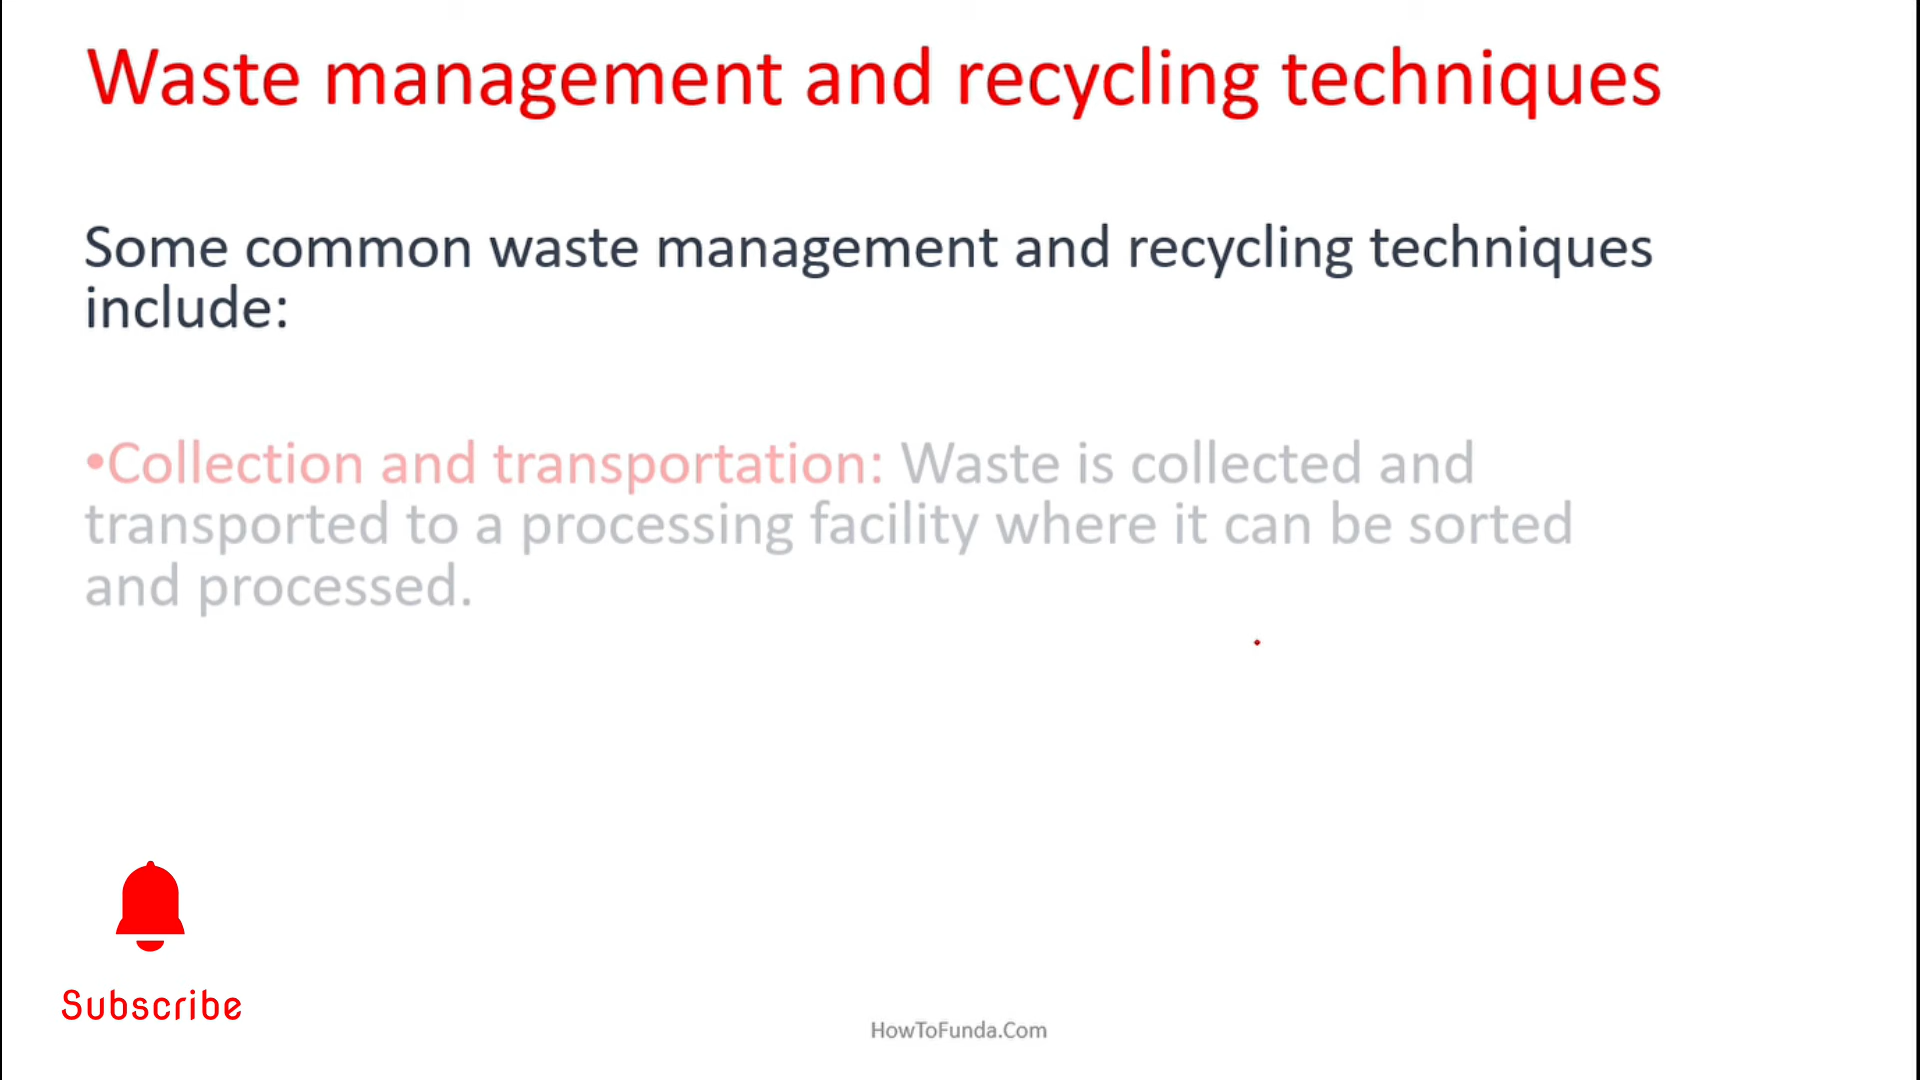 Waste management and recycling techniques
Some common waste management and recycling techniques
include:
•Collection and transportation: Waste is collected and
transported to a processing facility where it can be sorted
and processed.
Subscribe
HowToFunda.Com